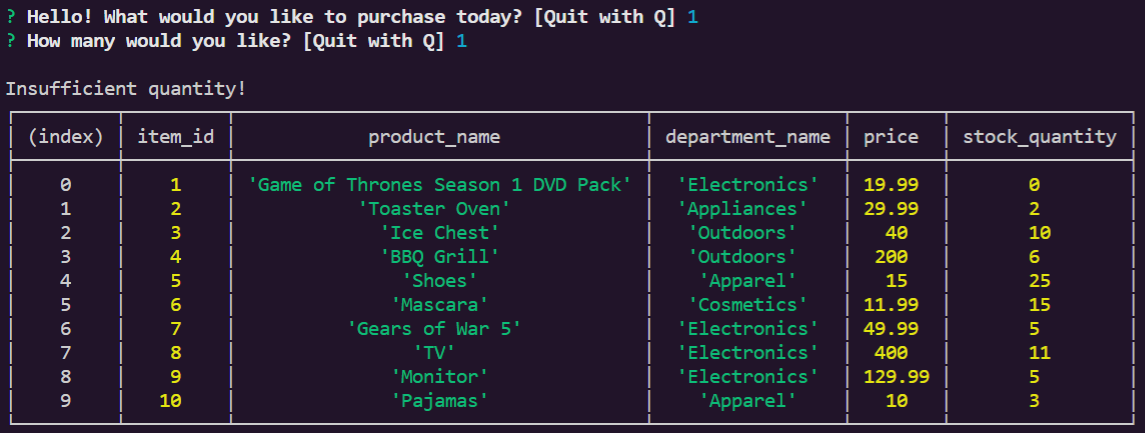 ? Hello! What would you like to purchase today? [Quit with Q] 1
? How many would you like? [Quit with Q] 1
Insufficient quantity!
(index) item_id product_name department_name price stock_quantity
0 1 'Game of Thrones Season 1 DVD Pack' 'Electronics' 19.99 0
1 2 'Toaster Oven' 'Appliances' 29.99 2
2 3 'Ice Chest' 'Outdoors' 40 10
3 4 'BBQ Grill' 'Outdoors' 200 6
4 5 'Shoes' 'Apparel' 15 25
5 6 'Mascara' 'Cosmetics' 11.99 15
6 7 'Gears of War 5' 'Electronics' 49.99 5
7 8 'TV' 'Electronics' 400 11
8 9 'Monitor' 'Electronics' 129.99 5
9 10 'Pajamas' 'Apparel' 10 3